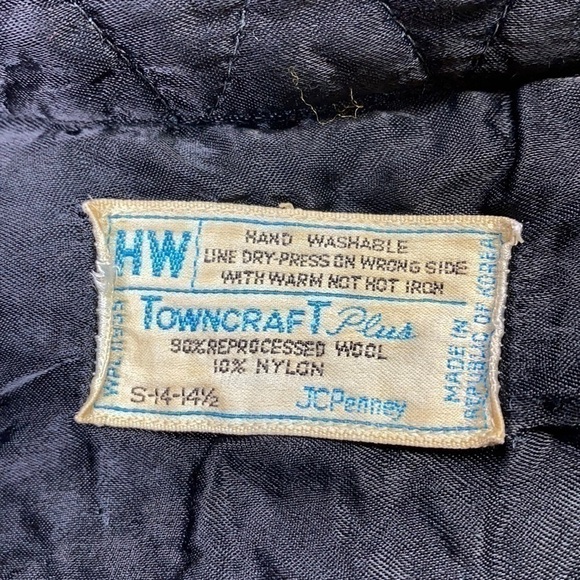 HW
HAND WASHABLE
LINE DRY-PRESS ON WRONG SIDE
WITH WARM NOT HOT IRON
TOWNCRAFT Plus
90% REPROCESSED WOOL
10% NYLON
S-14-14½
JCPenney
MADE IN
REPUBLIC OF KOREA